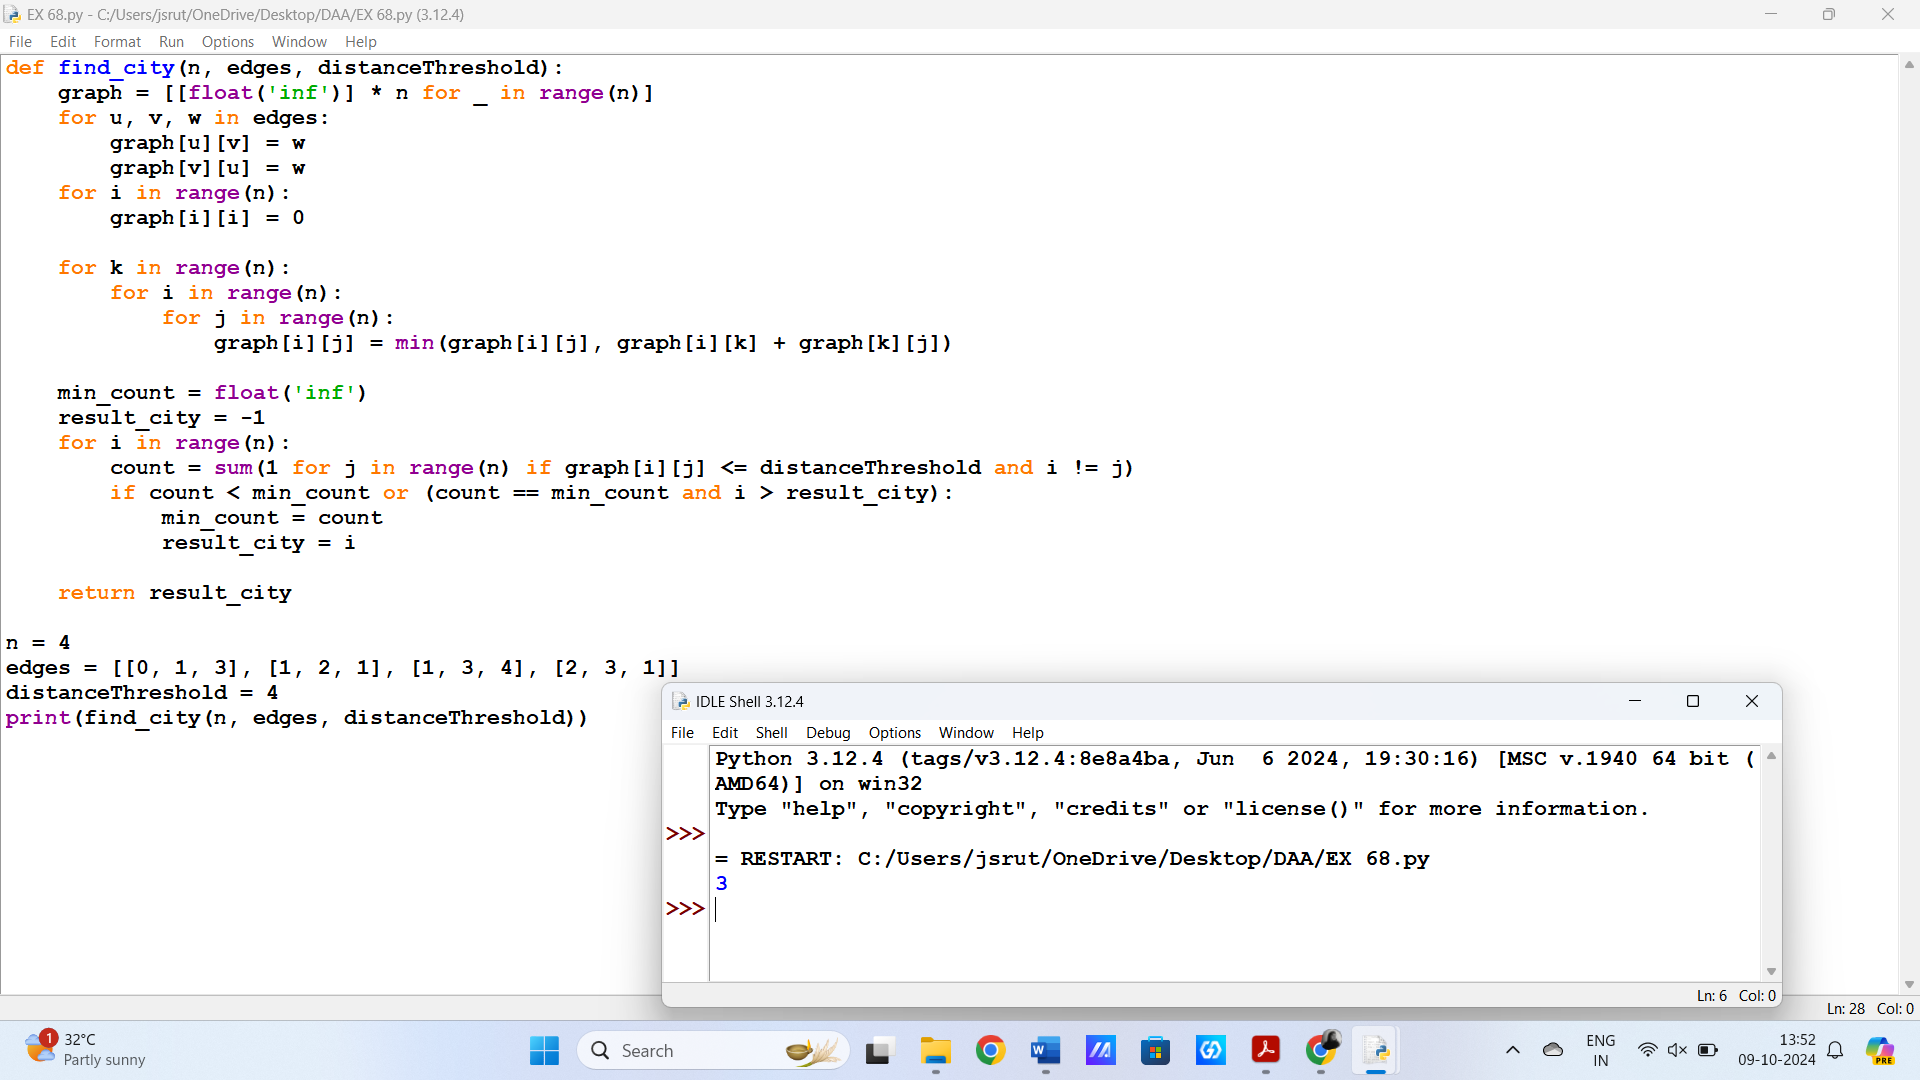 EX 68.py - C:/Users/jsrut/OneDrive/Desktop/DAA/EX 68.py (3.12.4)
File Edit Format Run Options Window Help
def find_city(n, edges, distanceThreshold):
    graph = [[float('inf')] * n for _ in range(n)]
    for u, v, w in edges:
        graph[u][v] = w
        graph[v][u] = w
    for i in range(n):
        graph[i][i] = 0
    for k in range(n):
        for i in range(n):
            for j in range(n):
                graph[i][j] = min(graph[i][j], graph[i][k] + graph[k][j])
    min_count = float('inf')
    result_city = -1
    for i in range(n):
        count = sum(1 for j in range(n) if graph[i][j] <= distanceThreshold and i != j)
        if count < min_count or (count == min_count and i > result_city):
            min_count = count
            result_city = i
    return result_city
n = 4
edges = [[0, 1, 3], [1, 2, 1], [1, 3, 4], [2, 3, 1]]
distanceThreshold = 4
print(find_city(n, edges, distanceThreshold))
IDLE Shell 3.12.4
File Edit Shell Debug Options Window Help
Python 3.12.4 (tags/v3.12.4:8e8a4ba, Jun  6 2024, 19:30:16) [MSC v.1940 64 bit (
AMD64)] on win32
Type "help", "copyright", "credits" or "license()" for more information.
>>>
= RESTART: C:/Users/jsrut/OneDrive/Desktop/DAA/EX 68.py
3
>>>
Ln: 6 Col: 0
Ln: 28 Col: 0
1
32°C
Partly sunny
Search
W
ENG
IN
13:52
09-10-2024
PRE